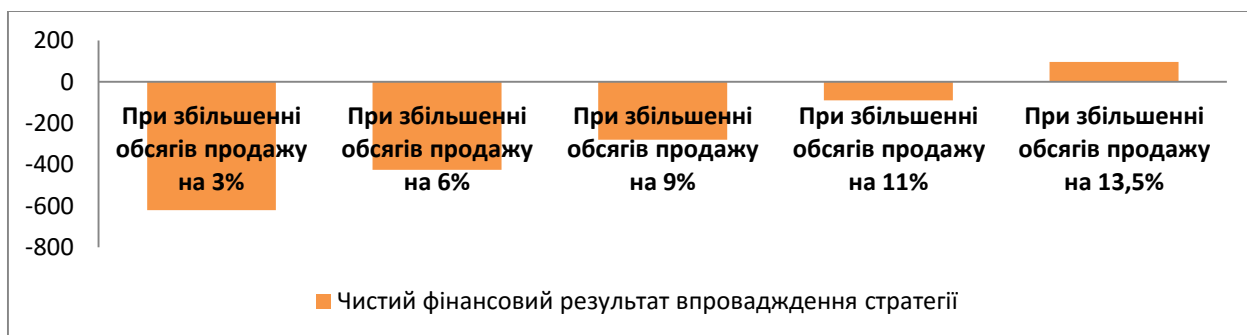 200
0
-200
-400
-600
-800
При збільшенні обсягів продажу на 3%
При збільшенні обсягів продажу на 6%
При збільшенні обсягів продажу на 9%
При збільшенні обсягів продажу на 11%
При збільшенні обсягів продажу на 13,5%
Чистий фінансовий результат впровадждення стратегії